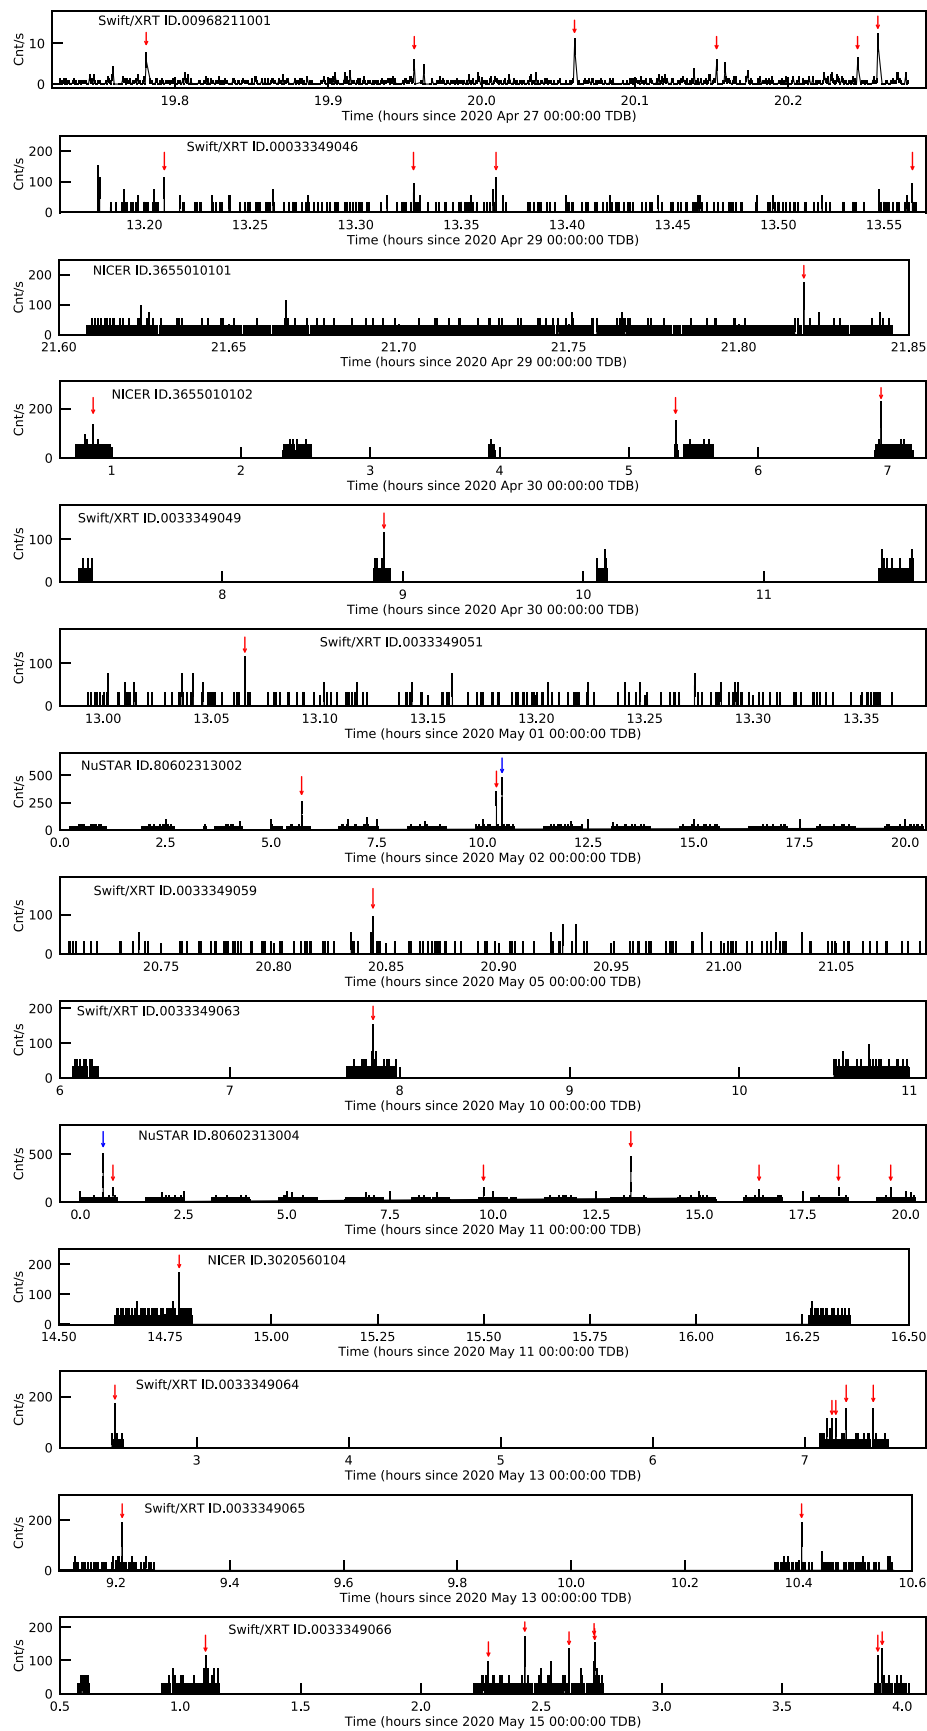 Swift/XRT ID.00968211001
10
0
Cnt/s
19.8 19.9 20.0 20.1 20.2
Time (hours since 2020 Apr 27 00:00:00 TDB)
Swift/XRT ID.00033349046
200
100
0
Cnt/s
13.20 13.25 13.30 13.35 13.40 13.45 13.50 13.55
Time (hours since 2020 Apr 29 00:00:00 TDB)
NICER ID.3655010101
200
100
0
Cnt/s
21.60 21.65 21.70 21.75 21.80 21.85
Time (hours since 2020 Apr 29 00:00:00 TDB)
NICER ID.3655010102
200
0
Cnt/s
1 2 3 4 5 6 7
Time (hours since 2020 Apr 30 00:00:00 TDB)
Swift/XRT ID.0033349049
100
0
Cnt/s
8 9 10 11
Time (hours since 2020 Apr 30 00:00:00 TDB)
Swift/XRT ID.0033349051
100
0
Cnt/s
13.00 13.05 13.10 13.15 13.20 13.25 13.30 13.35
Time (hours since 2020 May 01 00:00:00 TDB)
NuSTAR ID.80602313002
500
250
0
Cnt/s
0.0 2.5 5.0 7.5 10.0 12.5 15.0 17.5 20.0
Time (hours since 2020 May 02 00:00:00 TDB)
Swift/XRT ID.0033349059
100
0
Cnt/s
20.75 20.80 20.85 20.90 20.95 21.00 21.05
Time (hours since 2020 May 05 00:00:00 TDB)
Swift/XRT ID.0033349063
200
100
0
Cnt/s
6 7 8 9 10 11
Time (hours since 2020 May 10 00:00:00 TDB)
NuSTAR ID.80602313004
500
0
Cnt/s
0.0 2.5 5.0 7.5 10.0 12.5 15.0 17.5 20.0
Time (hours since 2020 May 11 00:00:00 TDB)
NICER ID.3020560104
200
100
0
Cnt/s
14.50 14.75 15.00 15.25 15.50 15.75 16.00 16.25 16.50
Time (hours since 2020 May 11 00:00:00 TDB)
Swift/XRT ID.0033349064
200
0
Cnt/s
3 4 5 6 7
Time (hours since 2020 May 13 00:00:00 TDB)
Swift/XRT ID.0033349065
200
0
Cnt/s
9.2 9.4 9.6 9.8 10.0 10.2 10.4 10.6
Time (hours since 2020 May 13 00:00:00 TDB)
Swift/XRT ID.0033349066
200
100
0
Cnt/s
0.5 1.0 1.5 2.0 2.5 3.0 3.5 4.0
Time (hours since 2020 May 15 00:00:00 TDB)